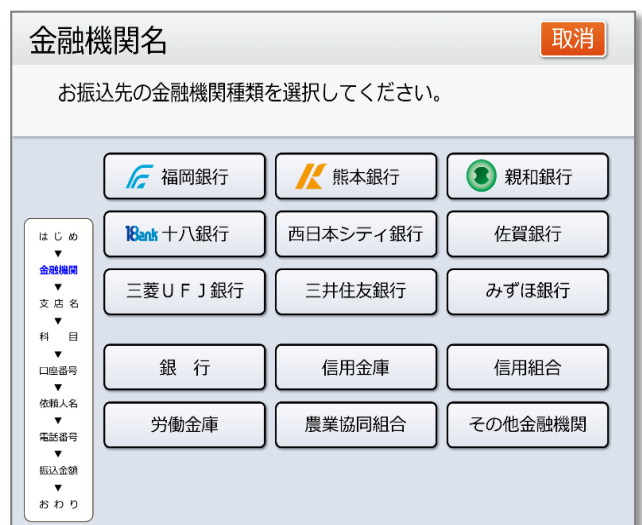 金融機関名
取消
お振込先の金融機関種類を選択してください。
福岡銀行
熊本銀行
親和銀行
18Bank 十八銀行
西日本シティ銀行
佐賀銀行
三菱UFJ銀行
三井住友銀行
みずほ銀行
銀 行
信用金庫
信用組合
労働金庫
農業協同組合
その他金融機関
はじめ
▼
金融機関
▼
支店名
▼
科 目
▼
口座番号
▼
依頼人名
▼
電話番号
▼
振込金額
▼
おわり